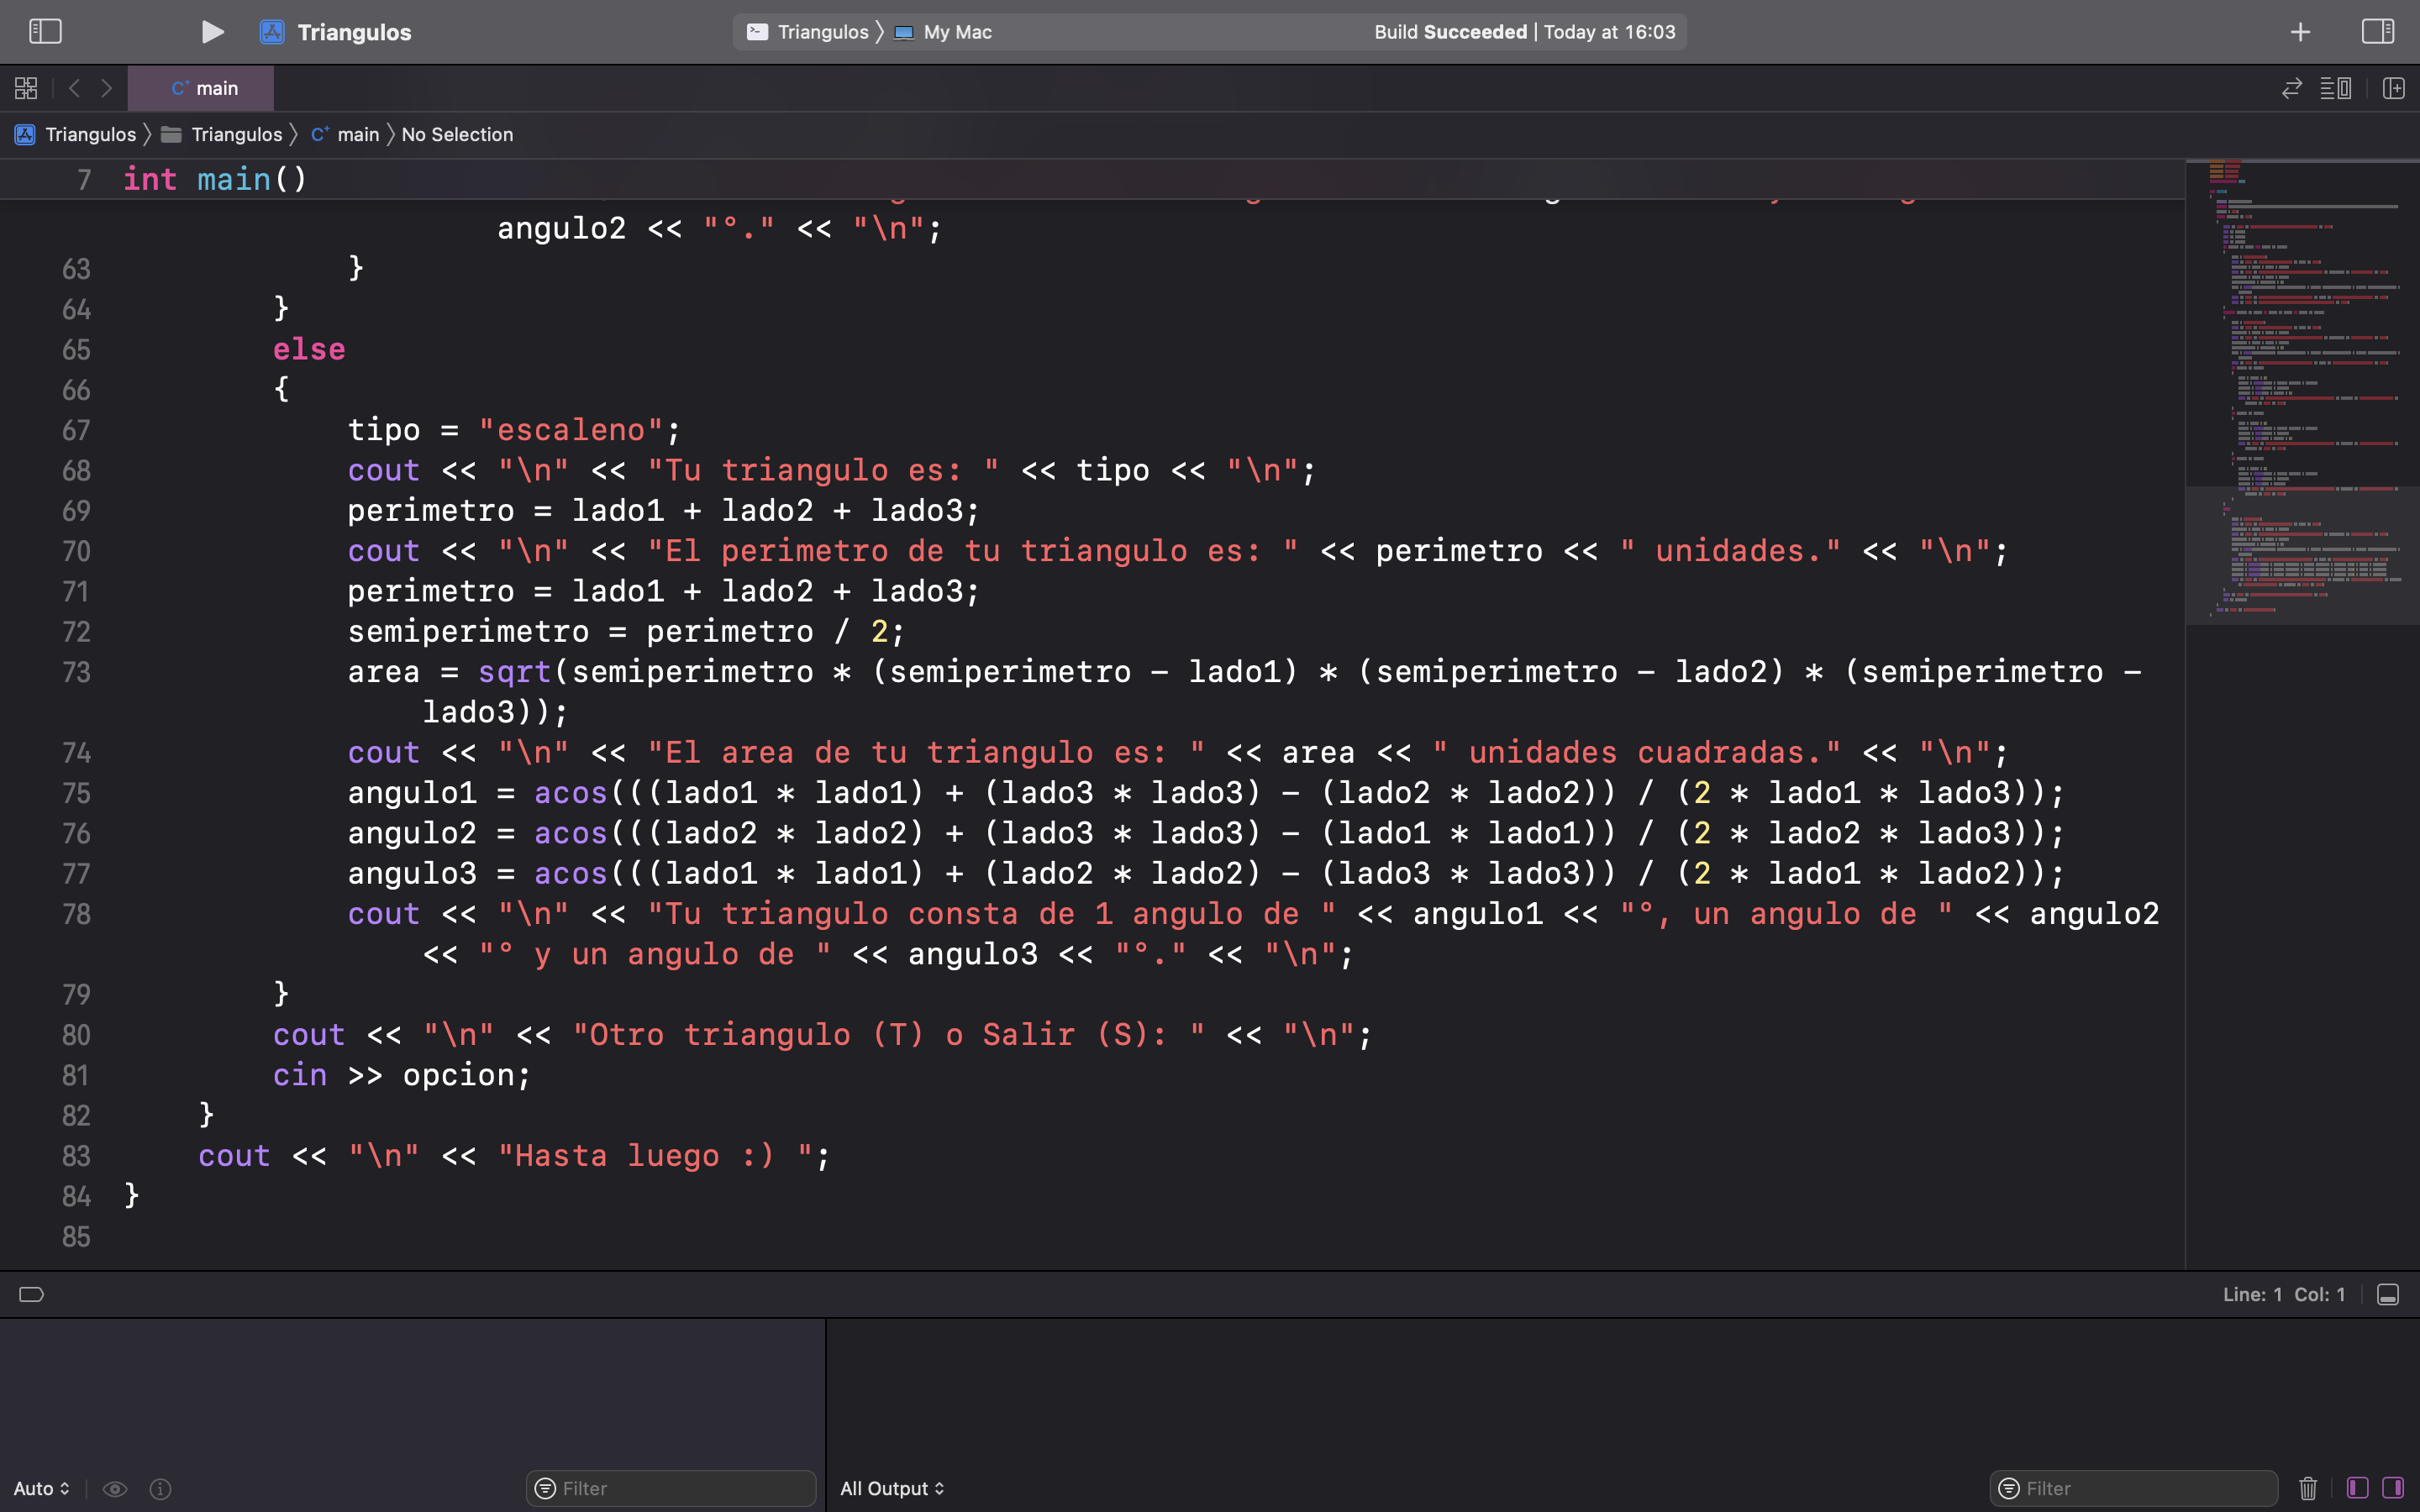 Triangulos
Triangulos 〉 My Mac
Build Succeeded | Today at 16:03
main
Triangulos 〉 Triangulos 〉 main 〉 No Selection
7 int main()
angulo2 << "°." << "\n";
63 }
64 }
65 else
66 {
67 tipo = "escaleno";
68 cout << "\n" << "Tu triangulo es: " << tipo << "\n";
69 perimetro = lado1 + lado2 + lado3;
70 cout << "\n" << "El perimetro de tu triangulo es: " << perimetro << " unidades." << "\n";
71 perimetro = lado1 + lado2 + lado3;
72 semiperimetro = perimetro / 2;
73 area = sqrt(semiperimetro * (semiperimetro - lado1) * (semiperimetro - lado2) * (semiperimetro -
lado3));
74 cout << "\n" << "El area de tu triangulo es: " << area << " unidades cuadradas." << "\n";
75 angulo1 = acos(((lado1 * lado1) + (lado3 * lado3) - (lado2 * lado2)) / (2 * lado1 * lado3));
76 angulo2 = acos(((lado2 * lado2) + (lado3 * lado3) - (lado1 * lado1)) / (2 * lado2 * lado3));
77 angulo3 = acos(((lado1 * lado1) + (lado2 * lado2) - (lado3 * lado3)) / (2 * lado1 * lado2));
78 cout << "\n" << "Tu triangulo consta de 1 angulo de " << angulo1 << "°, un angulo de " << angulo2
<< "° y un angulo de " << angulo3 << "°." << "\n";
79 }
80 cout << "\n" << "Otro triangulo (T) o Salir (S): " << "\n";
81 cin >> opcion;
82 }
83 cout << "\n" << "Hasta luego :) ";
84 }
85
Line: 1 Col: 1
Auto
Filter
All Output
Filter